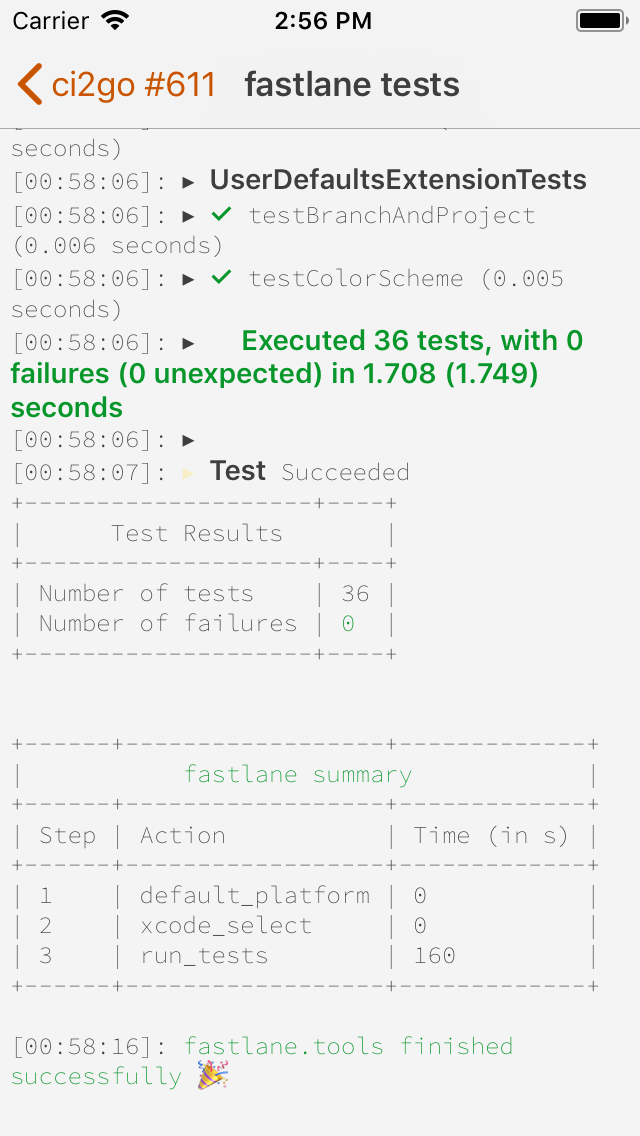 Carrier 2:56 PM
ci2go #611 fastlane tests
seconds)
[00:58:06]: ▸ UserDefaultsExtensionTests
[00:58:06]: ▸ ✓ testBranchAndProject
(0.006 seconds)
[00:58:06]: ▸ ✓ testColorScheme (0.005
seconds)
[00:58:06]: ▸ Executed 36 tests, with 0
failures (0 unexpected) in 1.708 (1.749)
seconds
[00:58:06]: ▸
[00:58:07]: ▸ Test Succeeded
+--------------------+----+
|      Test Results       |
+--------------------+----+
| Number of tests    | 36 |
| Number of failures | 0  |
+--------------------+----+
+------+------------------+-------------+
|           fastlane summary            |
+------+------------------+-------------+
| Step | Action           | Time (in s) |
+------+------------------+-------------+
| 1    | default_platform | 0           |
| 2    | xcode_select     | 0           |
| 3    | run_tests        | 160         |
+------+------------------+-------------+
[00:58:16]: fastlane.tools finished
successfully 🎉